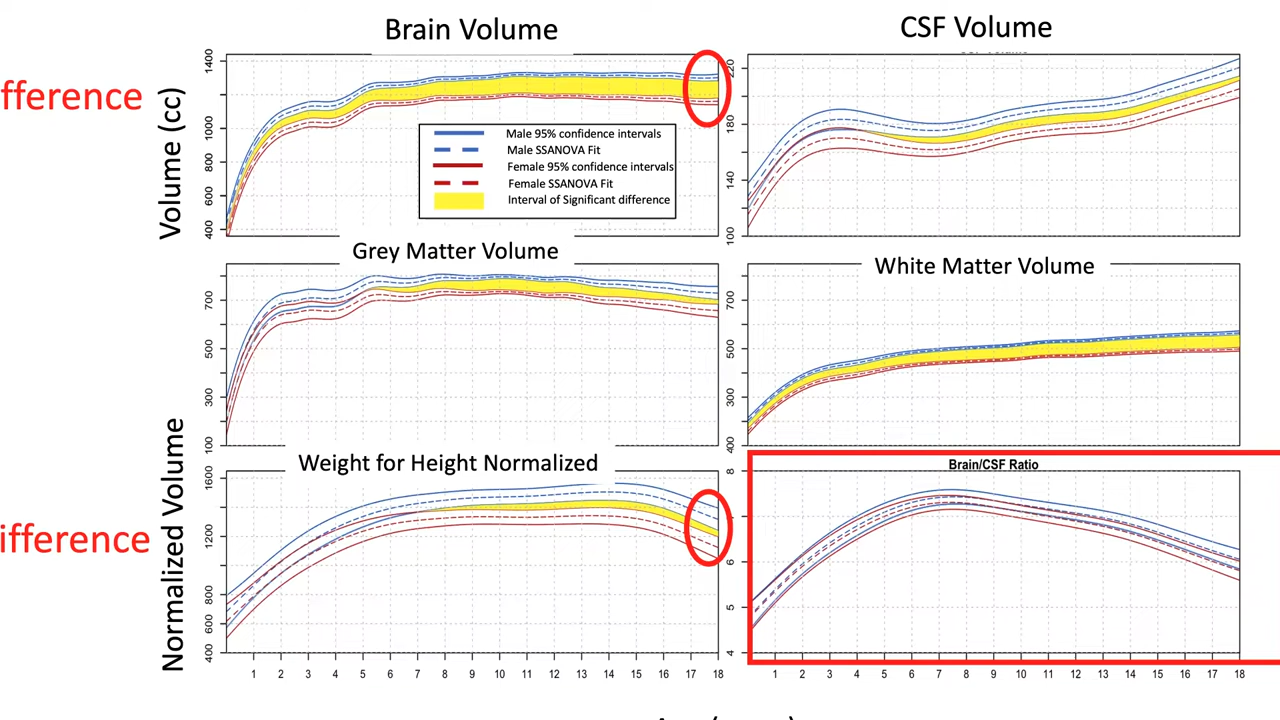 Brain Volume
CSF Volume
fference
Volume (cc)
1400
1000
800
600
400
Male 95% confidence intervals
Male SSANOVA Fit
Female 95% confidence intervals
Female SSANOVA Fit
Interval of Significant difference
220
180
140
100
Grey Matter Volume
White Matter Volume
700
500
300
100
700
500
300
400
ifference
Normalized Volume
Weight for Height Normalized
Brain/CSF Ratio
1600
1200
800
600
400
8
6
5
4
1 2 3 4 5 6 7 8 9 10 11 12 13 14 15 16 17 18
1 2 3 4 5 6 7 8 9 10 11 12 13 14 15 16 17 18